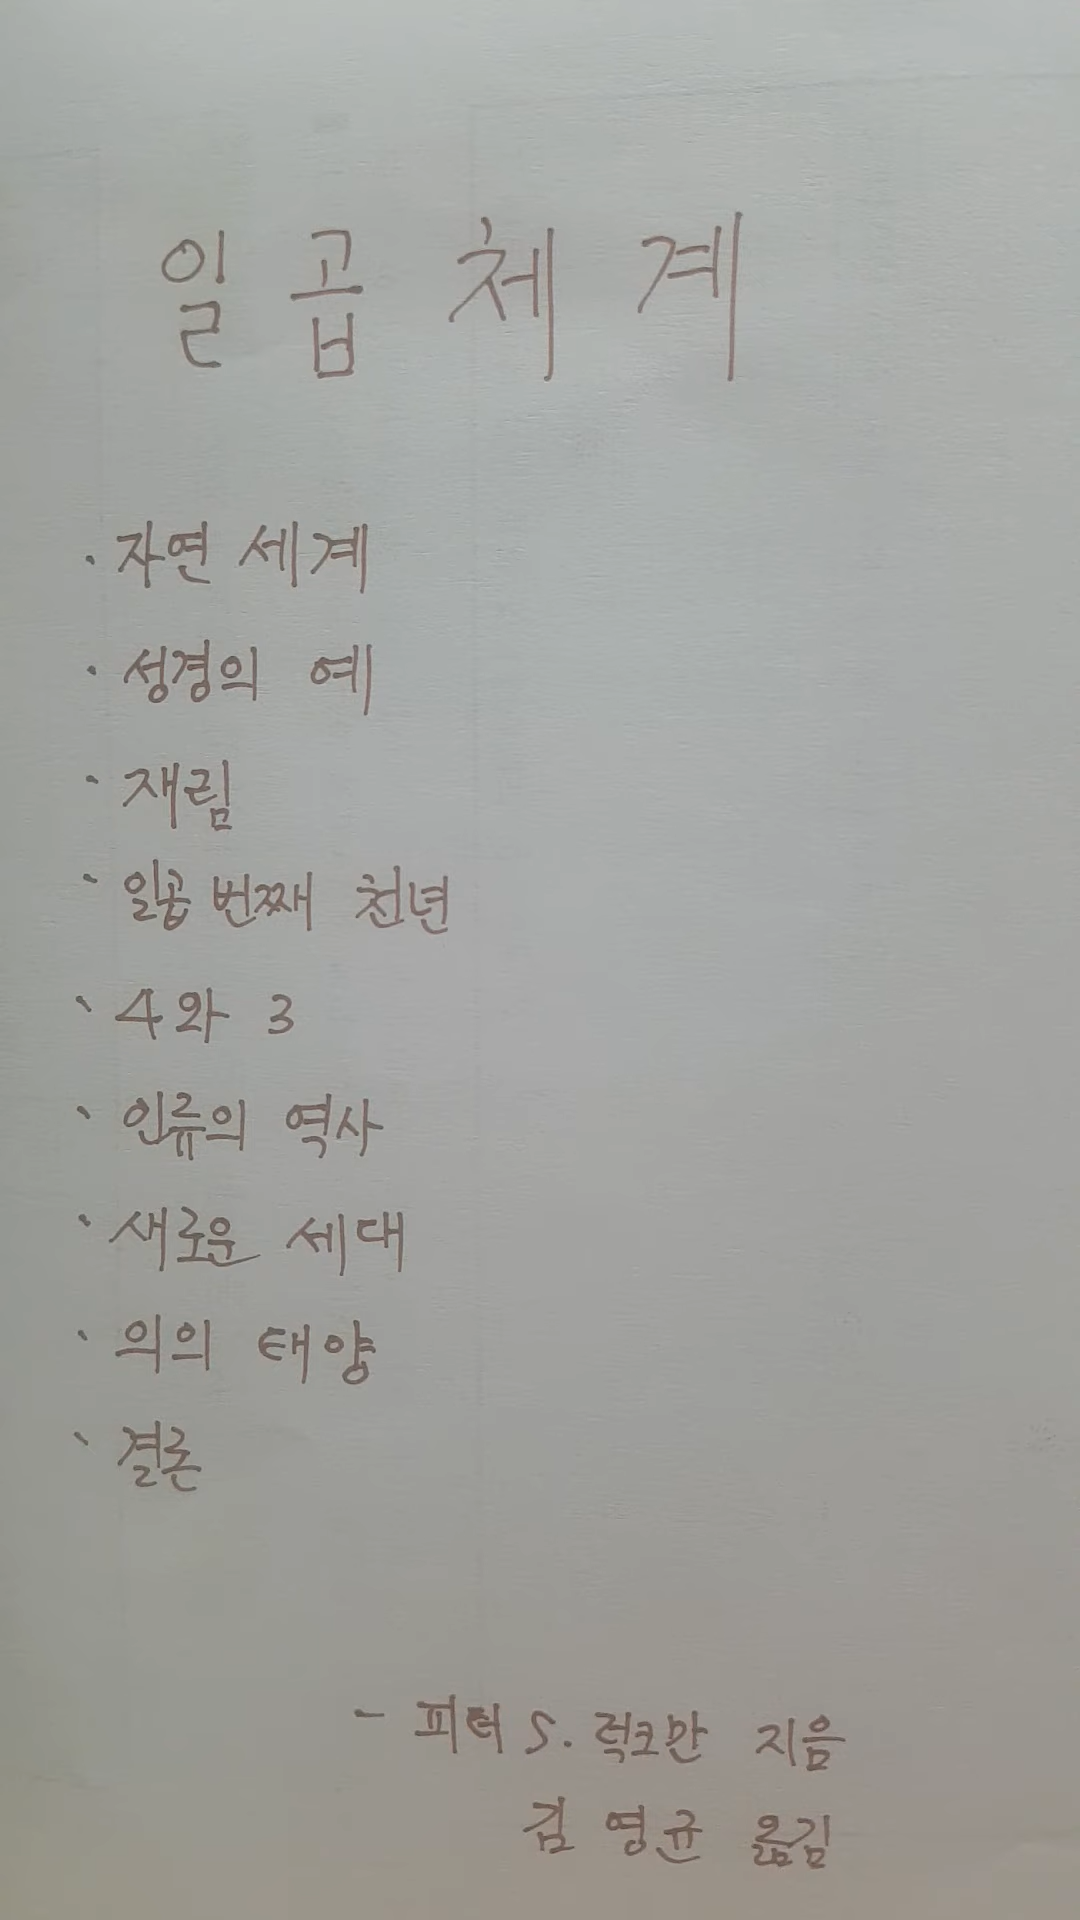 일곱체계
· 자연 세계
· 성경의 예
· 재림
· 일곱 번째 천년
· 4와 3
· 인류의 역사
· 새로운 세대
· 의의 태양
· 결론
- 피터 S. 럭크만 지음
김 영균 옮김